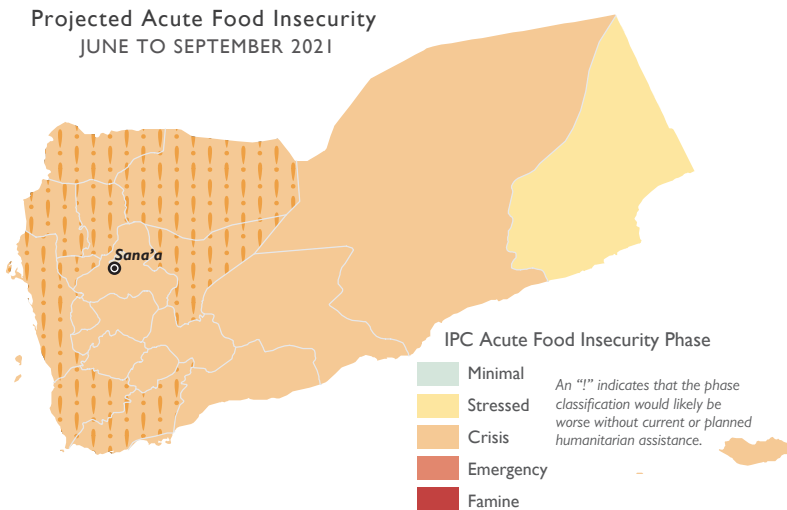 Projected Acute Food Insecurity
JUNE TO SEPTEMBER 2021
Sana'a
IPC Acute Food Insecurity Phase
Minimal
Stressed
Crisis
Emergency
Famine
An “!” indicates that the phase
classification would likely be
worse without current or planned
humanitarian assistance.